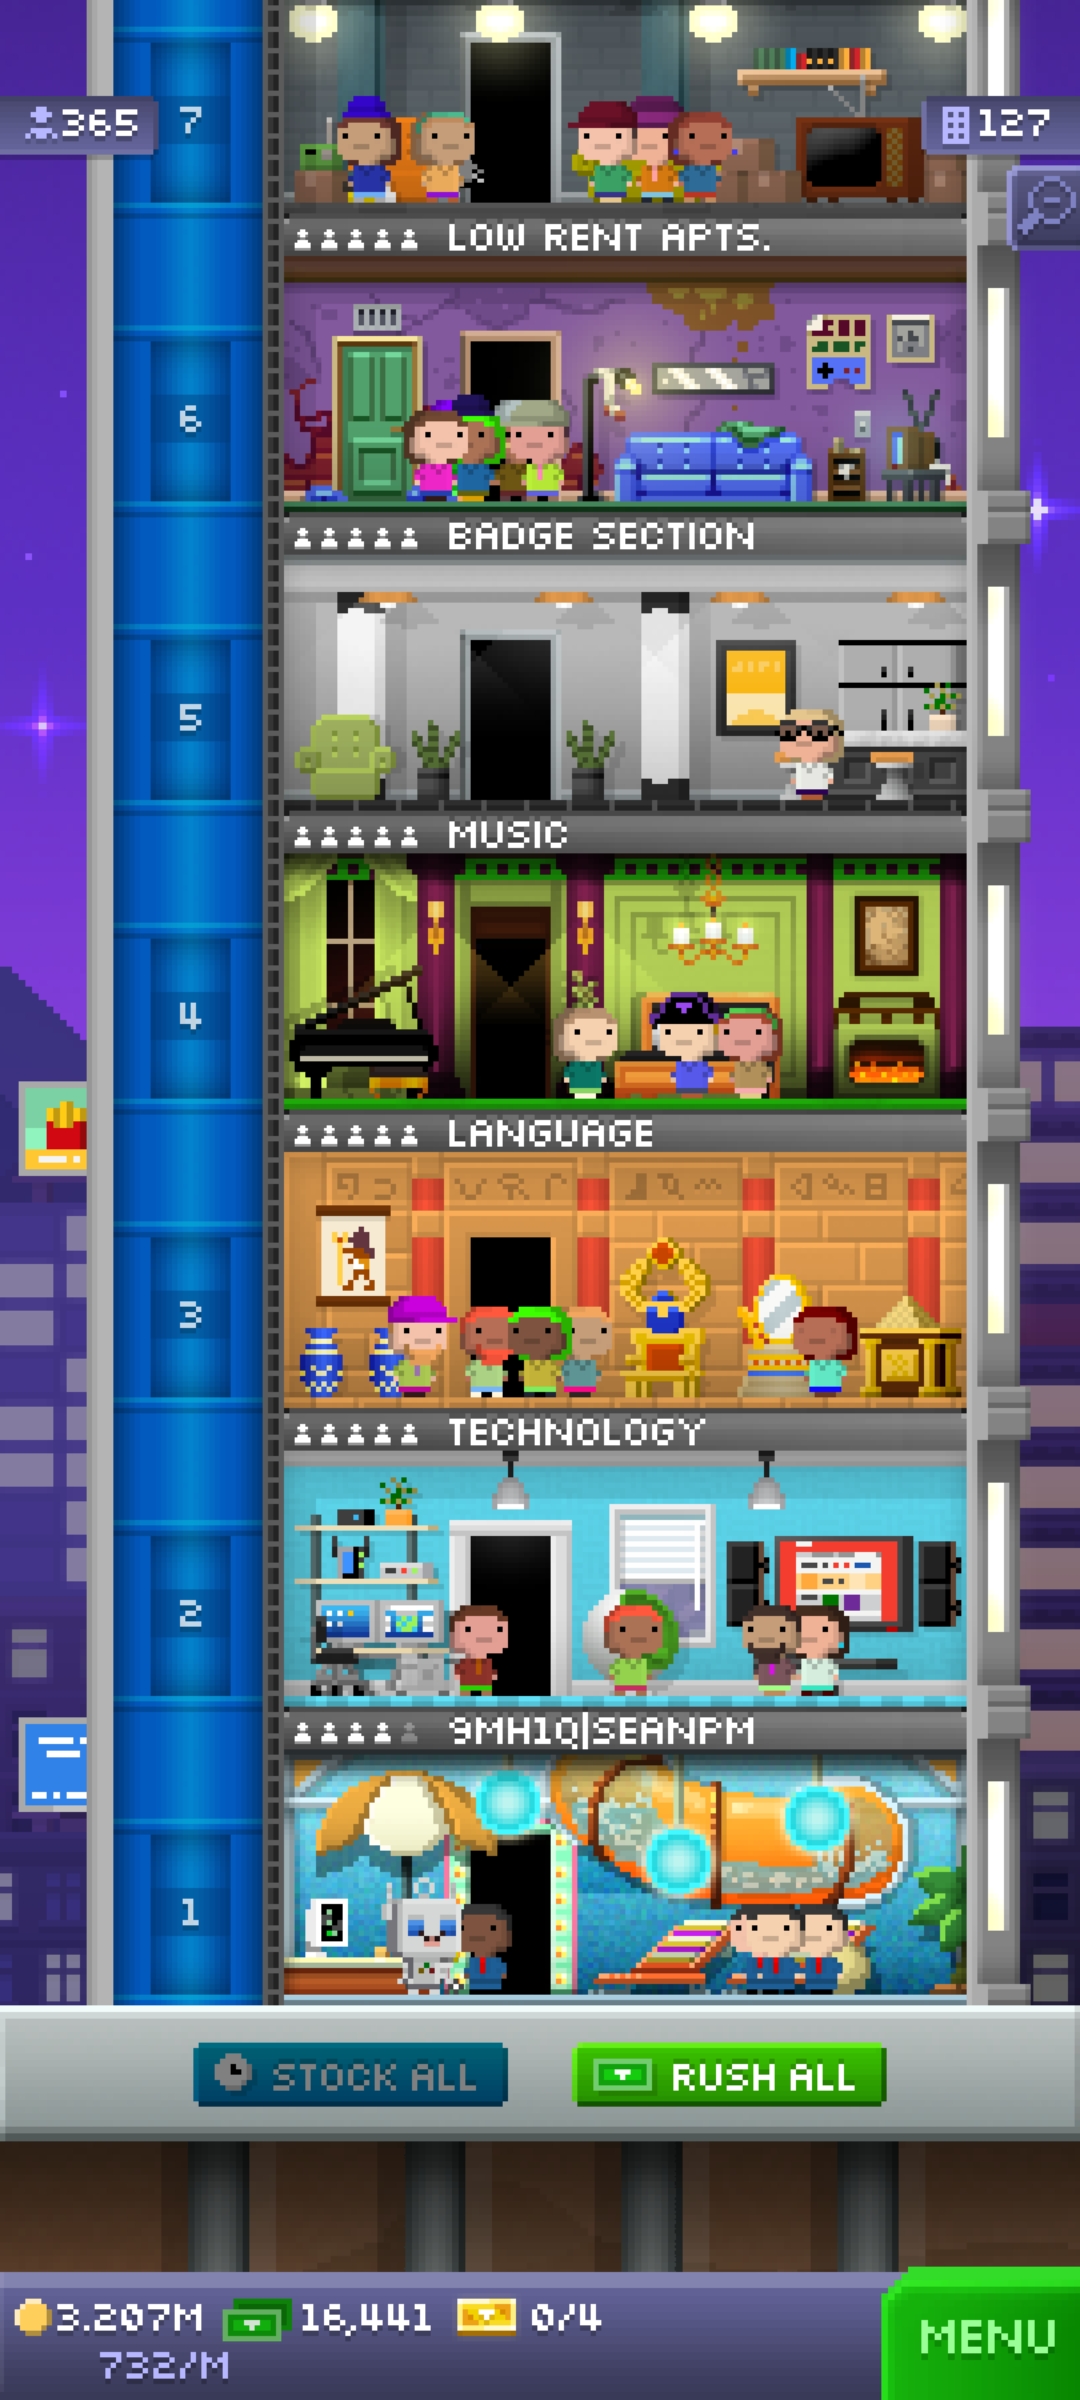 365
127
7
LOW RENT APTS.
6
BADGE SECTION
5
MUSIC
4
LANGUAGE
3
TECHNOLOGY
2
9MH1Q|SEANPM
1
STOCK ALL
RUSH ALL
3.207M
16,441
0/4
732/M
MENU